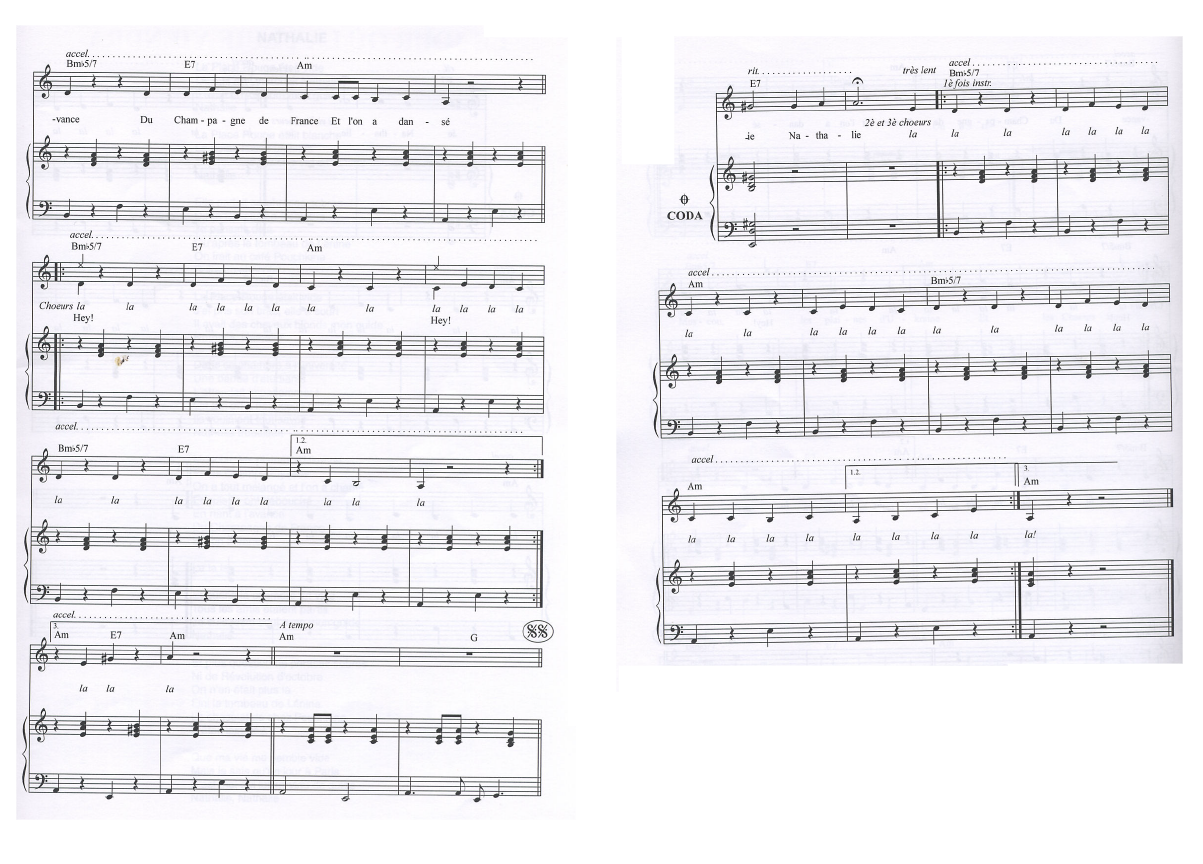 NATHALIE
accel.
Bm♭5/7 E7 Am
-vance Du Cham - pa - gne de France Et l'on a dan - sé
accel.
Bm♭5/7 E7 Am
Choeurs la la la la la la la la la la la la
Hey! Hey!
accel.
Bm♭5/7 E7 1.2. Am
la la la la la la la la la
accel. A tempo
3. Am E7 Am Am G
la la la
rit. très lent accel
E7 Bm♭5/7
1è fois instr.
2è et 3è choeurs
-ie Na - tha - lie la la la la la la la
CODA
accel
Am Bm♭5/7
la la la la la la la la la la la la
accel
Am 1.2. 3. Am
la la la la la la la la la!